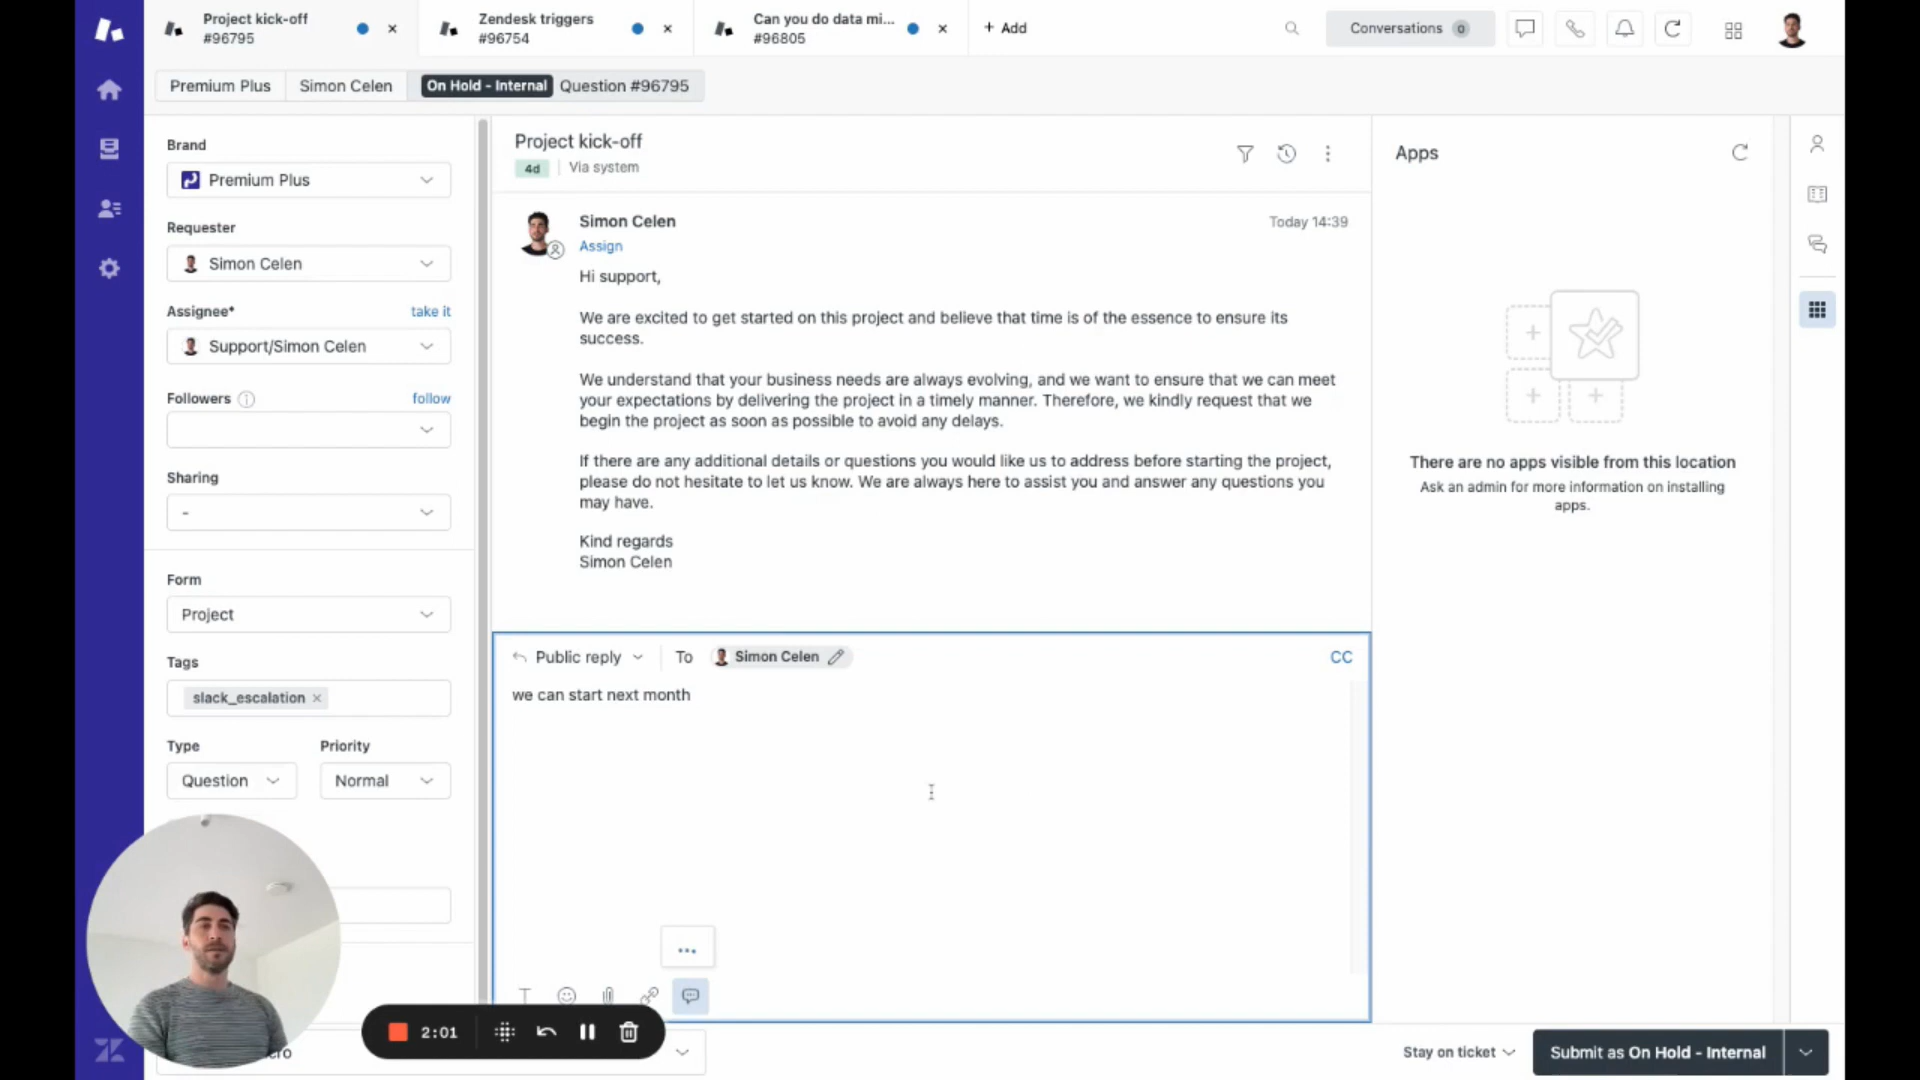 Project kick-off
#96795
Zendesk triggers
#96754
Can you do data mi...
#96805
+ Add
Conversations 0
Premium Plus
Simon Celen
On Hold - Internal Question #96795
Brand
Premium Plus
Requester
Simon Celen
Assignee*
take it
Support/Simon Celen
Followers
follow
Sharing
-
Form
Project
Tags
slack_escalation ×
Type
Priority
Question
Normal
Project kick-off
4d
Via system
Simon Celen
Today 14:39
Assign
Hi support,
We are excited to get started on this project and believe that time is of the essence to ensure its
success.
We understand that your business needs are always evolving, and we want to ensure that we can meet
your expectations by delivering the project in a timely manner. Therefore, we kindly request that we
begin the project as soon as possible to avoid any delays.
If there are any additional details or questions you would like us to address before starting the project,
please do not hesitate to let us know. We are always here to assist you and answer any questions you
may have.
Kind regards
Simon Celen
Public reply
To
Simon Celen
CC
we can start next month
Apps
There are no apps visible from this location
Ask an admin for more information on installing
apps.
2:01
Stay on ticket
Submit as On Hold - Internal